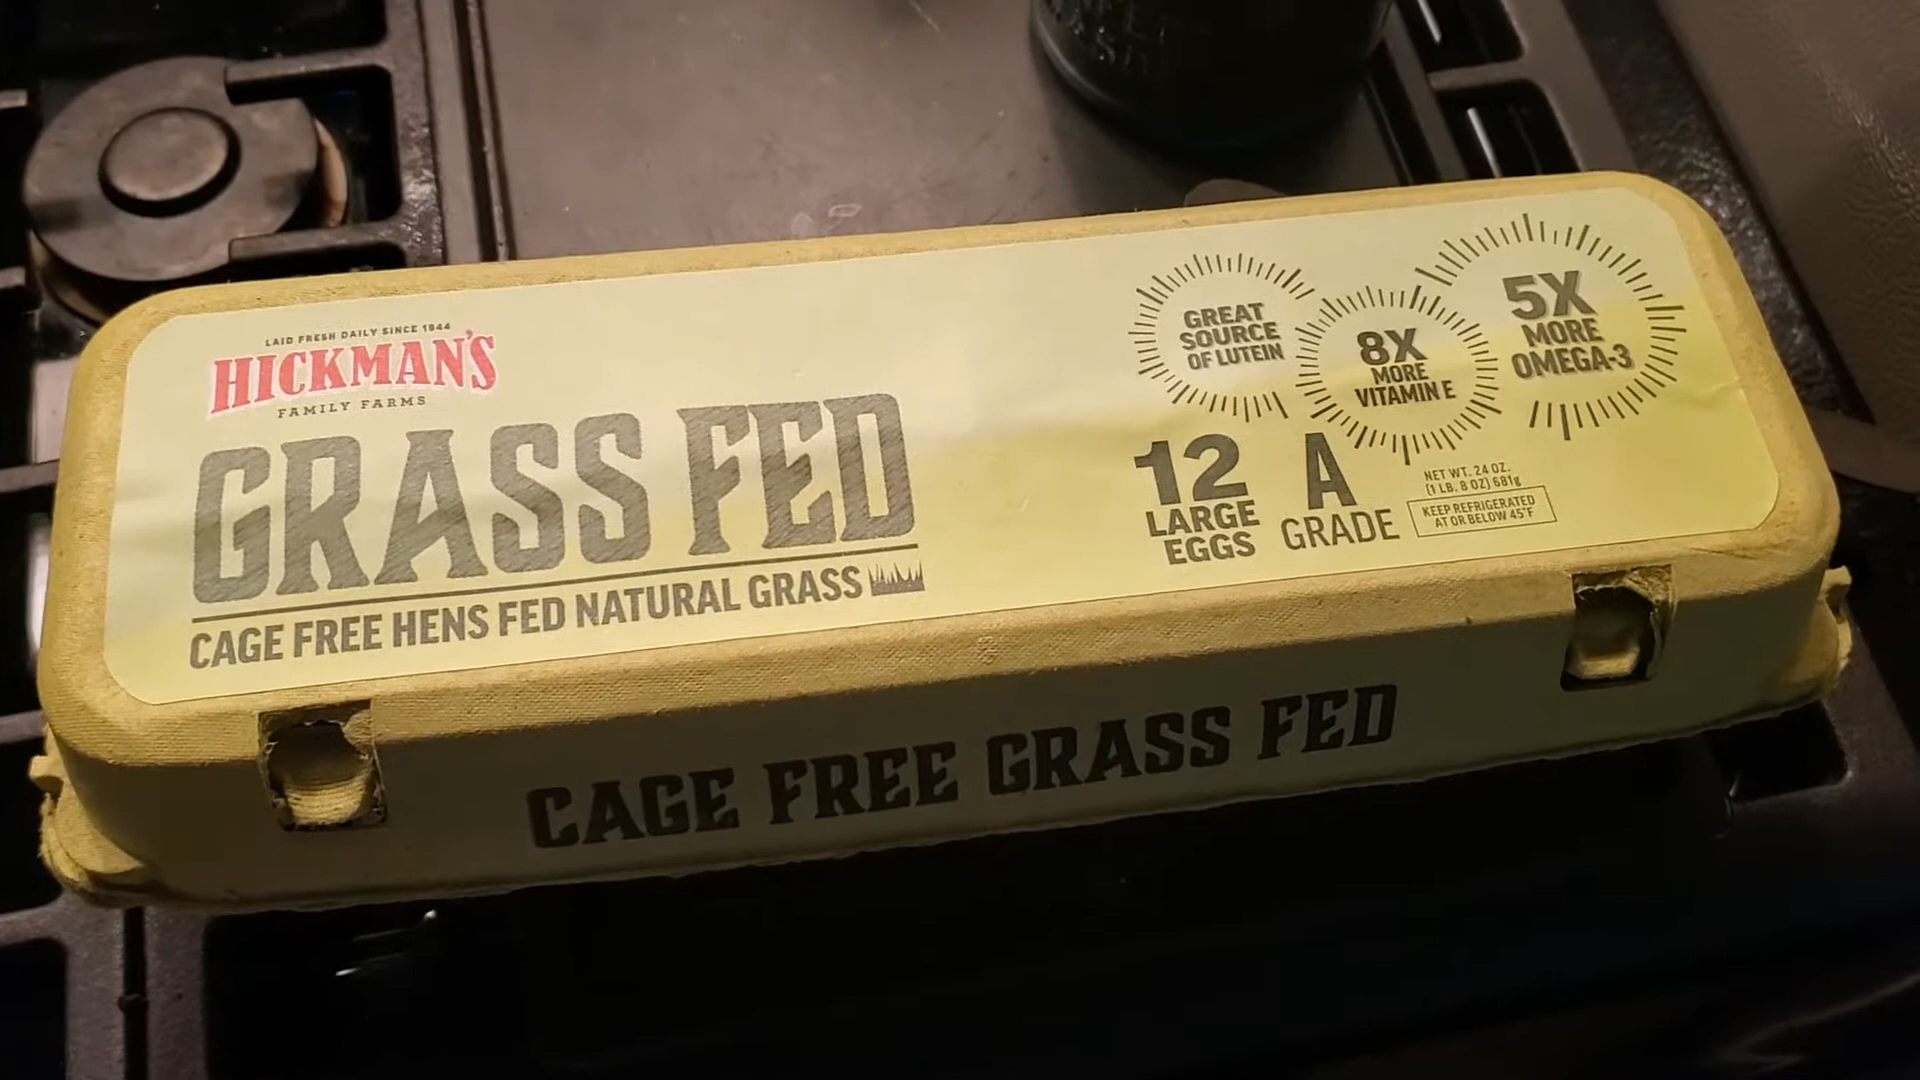 LAID FRESH DAILY SINCE 1944
HICKMAN'S
FAMILY FARMS
GRASS FED
CAGE FREE HENS FED NATURAL GRASS
GREAT
SOURCE
OF LUTEIN
8X
MORE
VITAMIN E
5X
MORE
OMEGA-3
12
LARGE
EGGS
A
GRADE
NET WT. 24 OZ.
(1 LB. 8 OZ) 681g
KEEP REFRIGERATED
AT OR BELOW 45°F
CAGE FREE GRASS FED